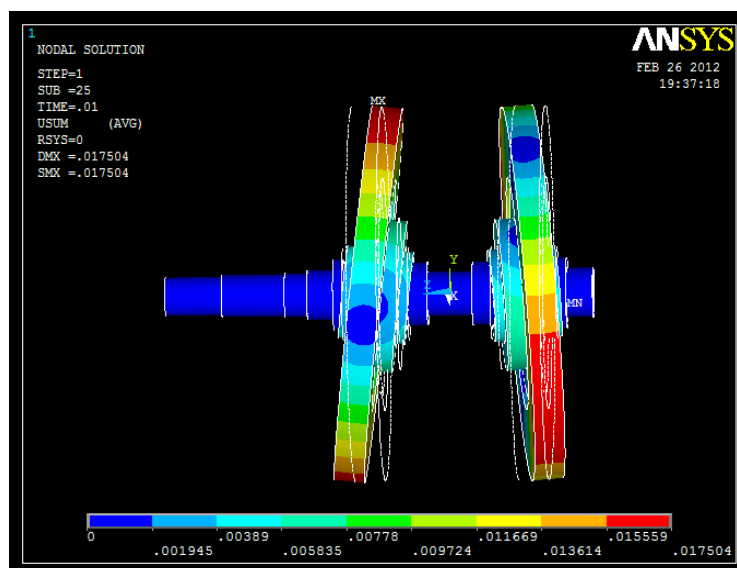 1
ANSYS
NODAL SOLUTION
FEB 26 2012
19:37:18
STEP=1
SUB =25
TIME=.01
USUM (AVG)
RSYS=0
DMX =.017504
SMX =.017504
MX
Y
Z
X
MN
0 .00389 .00778 .011669 .015559
.001945 .005835 .009724 .013614 .017504